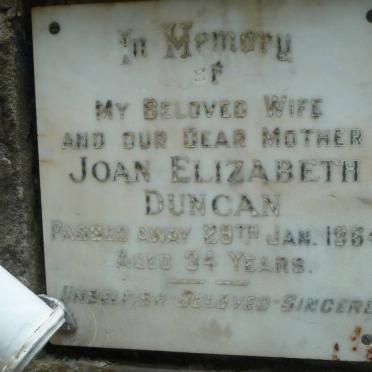 In Memory
of
MY BELOVED WIFE
AND OUR DEAR MOTHER
JOAN ELIZABETH
DUNCAN
PASSED AWAY 29TH JAN. 1964
AGED 34 YEARS.
UNSELFISH-BELOVED-SINCERE